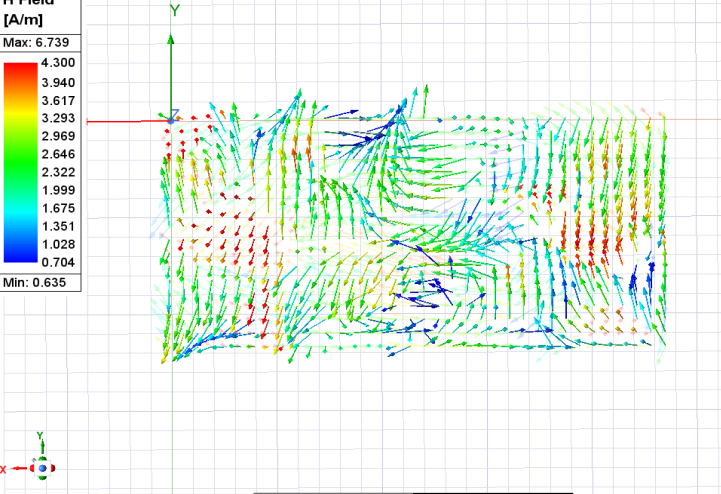 H Field
[A/m]
Max: 6.739
4.300
3.940
3.617
3.293
2.969
2.646
2.322
1.999
1.675
1.351
1.028
0.704
Min: 0.635
Y
Z
Y
X